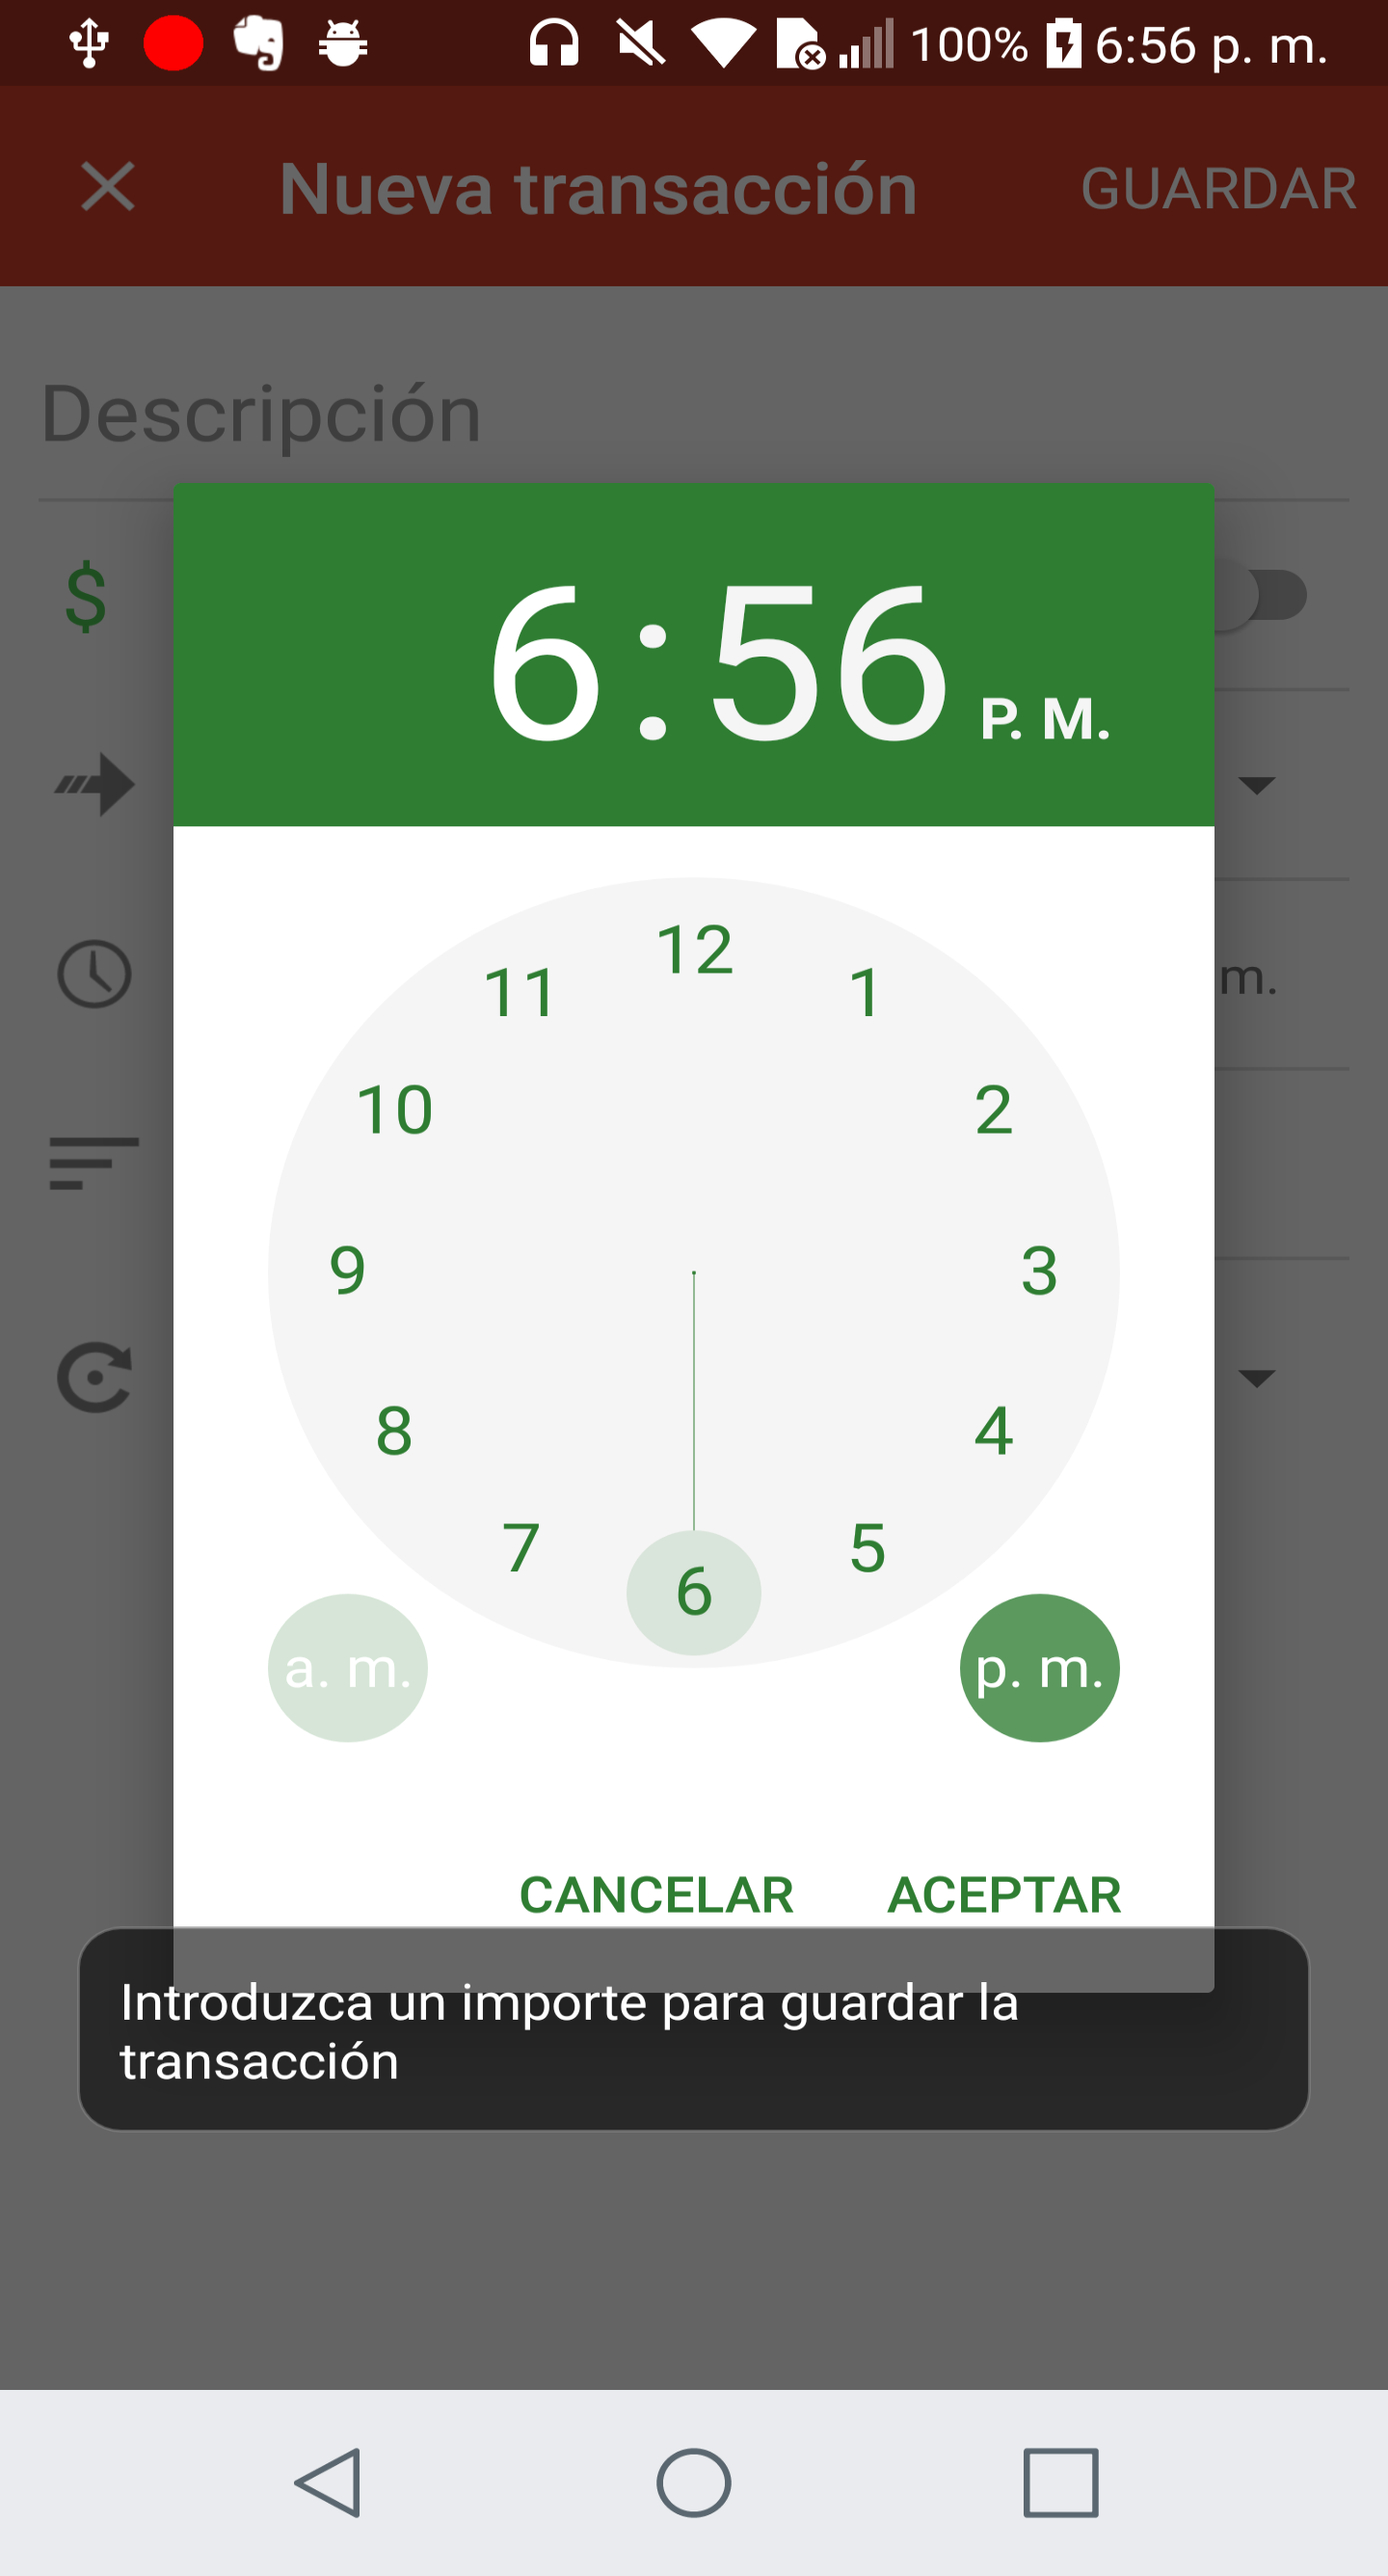 100% 6:56 p. m.
Nueva transacción GUARDAR
Descripción
$
6:56 P. M.
12
11 1
10 2
m.
9 3
8 4
7 5
6
a. m. p. m.
CANCELAR ACEPTAR
Introduzca un importe para guardar la
transacción